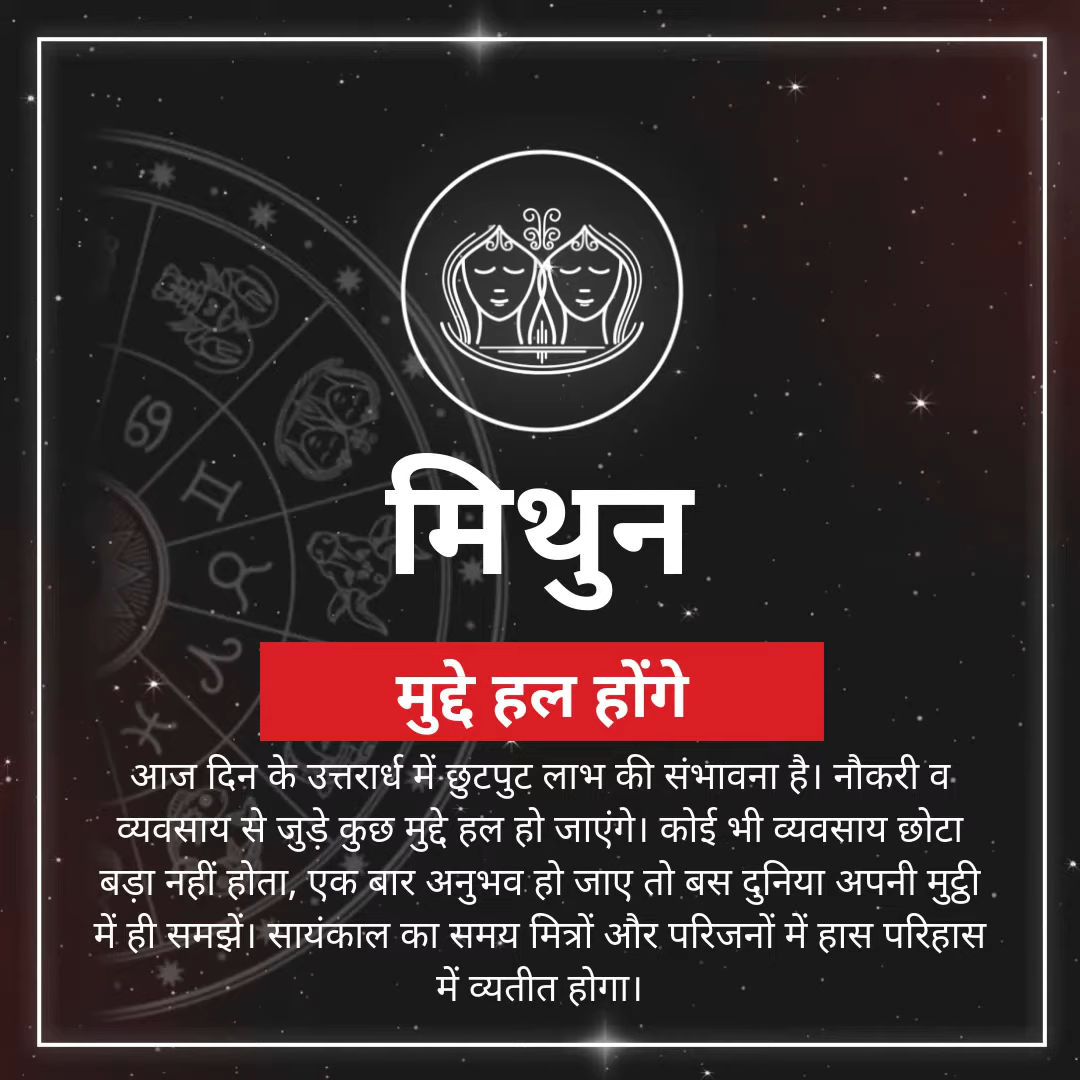 मिथुन
मुद्दे हल होंगे
आज दिन के उत्तरार्ध में छुटपुट लाभ की संभावना है। नौकरी व
व्यवसाय से जुड़े कुछ मुद्दे हल हो जाएंगे। कोई भी व्यवसाय छोटा
बड़ा नहीं होता, एक बार अनुभव हो जाए तो बस दुनिया अपनी मुट्ठी
में ही समझें। सायंकाल का समय मित्रों और परिजनों में हास परिहास
में व्यतीत होगा।